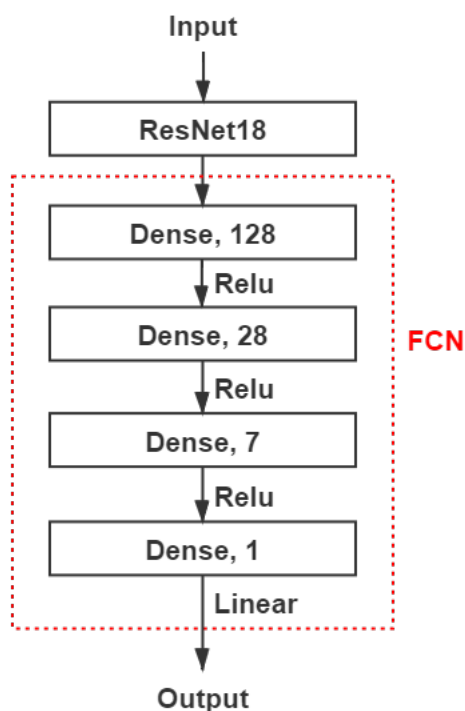 Input
ResNet18
Dense, 128
Relu
Dense, 28
FCN
Relu
Dense, 7
Relu
Dense, 1
Linear
Output